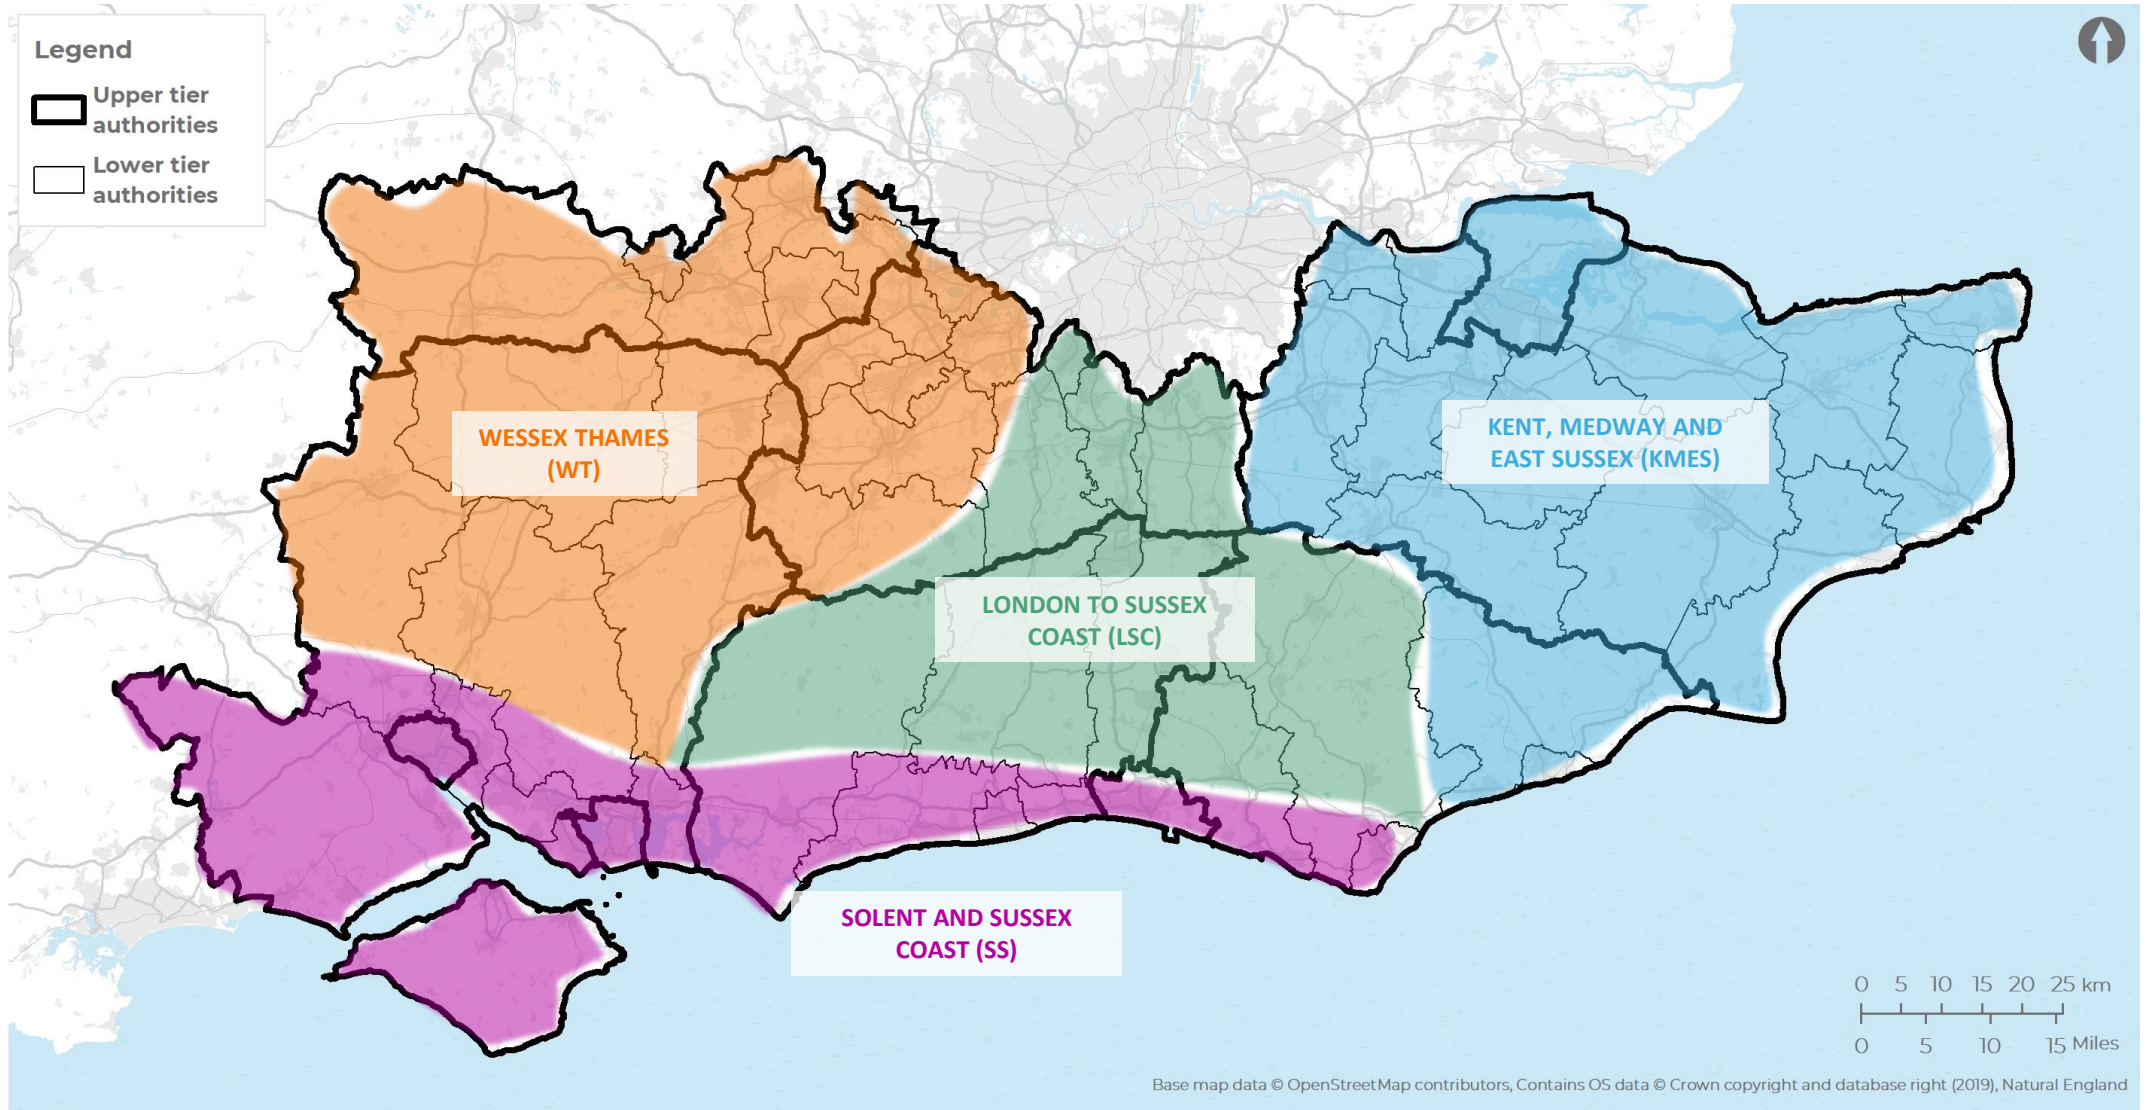 Legend
Upper tier
authorities
Lower tier
authorities
WESSEX THAMES
(WT)
KENT, MEDWAY AND
EAST SUSSEX (KMES)
LONDON TO SUSSEX
COAST (LSC)
SOLENT AND SUSSEX
COAST (SS)
0 5 10 15 20 25 km
0 5 10 15 Miles
Base map data © OpenStreetMap contributors, Contains OS data © Crown copyright and database right (2019), Natural England